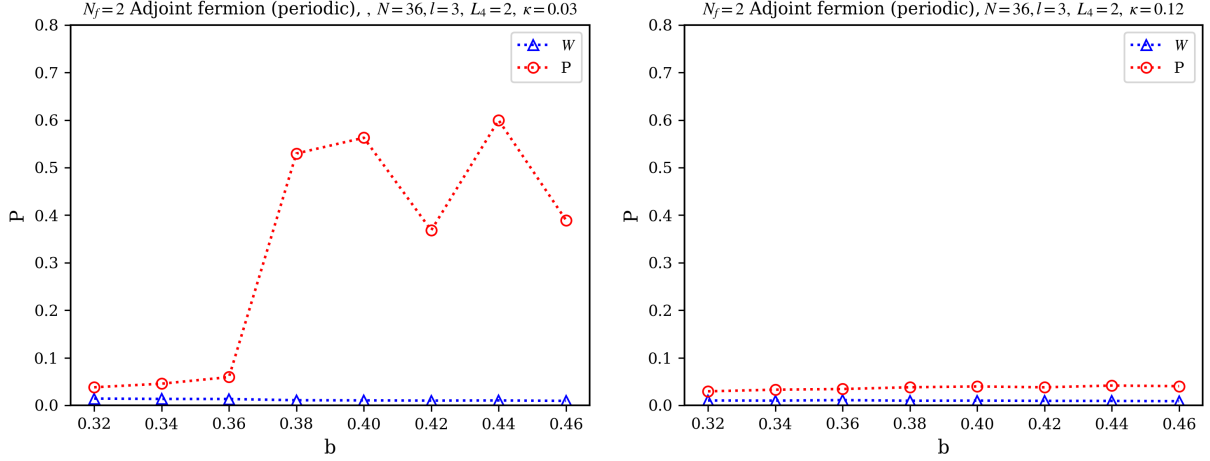 N_f = 2 Adjoint fermion (periodic), , N = 36, l = 3, L_4 = 2, κ = 0.03
0.8
0.7
0.6
0.5
0.4
0.3
0.2
0.1
0.0
P
W
P
0.32 0.34 0.36 0.38 0.40 0.42 0.44 0.46
b
N_f = 2 Adjoint fermion (periodic), N = 36, l = 3, L_4 = 2, κ = 0.12
0.8
0.7
0.6
0.5
0.4
0.3
0.2
0.1
0.0
P
W
P
0.32 0.34 0.36 0.38 0.40 0.42 0.44 0.46
b